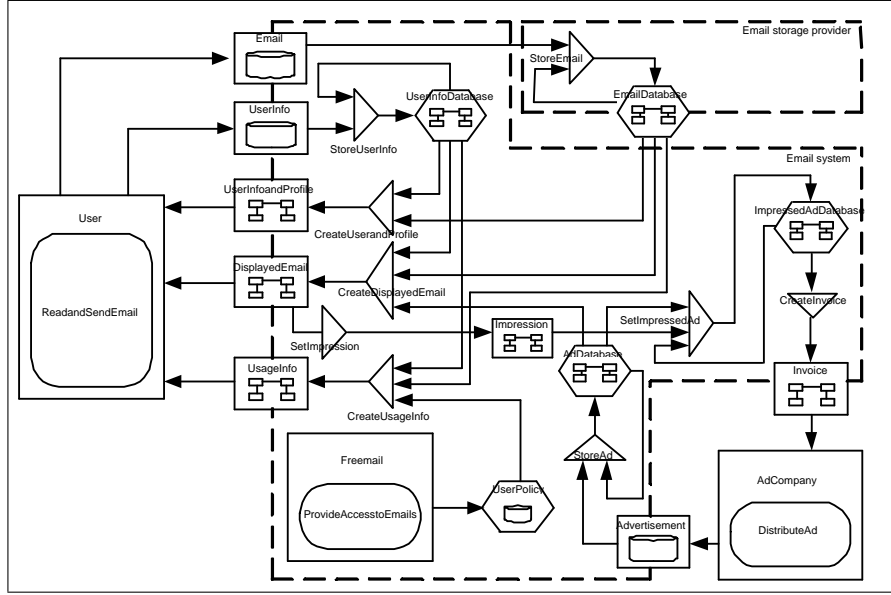 Email
Email storage provider
StoreEmail
UserInfoDatabase
EmailDatabase
UserInfo
StoreUserInfo
Email system
UserInfoandProfile
ImpressedAdDatabase
User
CreateUserandProfile
DisplayedEmail
CreateDisplayedEmail
ReadandSendEmail
CreateInvoice
Impression
SetImpressedAd
SetImpression
AdDatabase
UsageInfo
Invoice
CreateUsageInfo
StoreAd
Freemail
AdCompany
UserPolicy
ProvideAccesstoEmails
Advertisement
DistributeAd